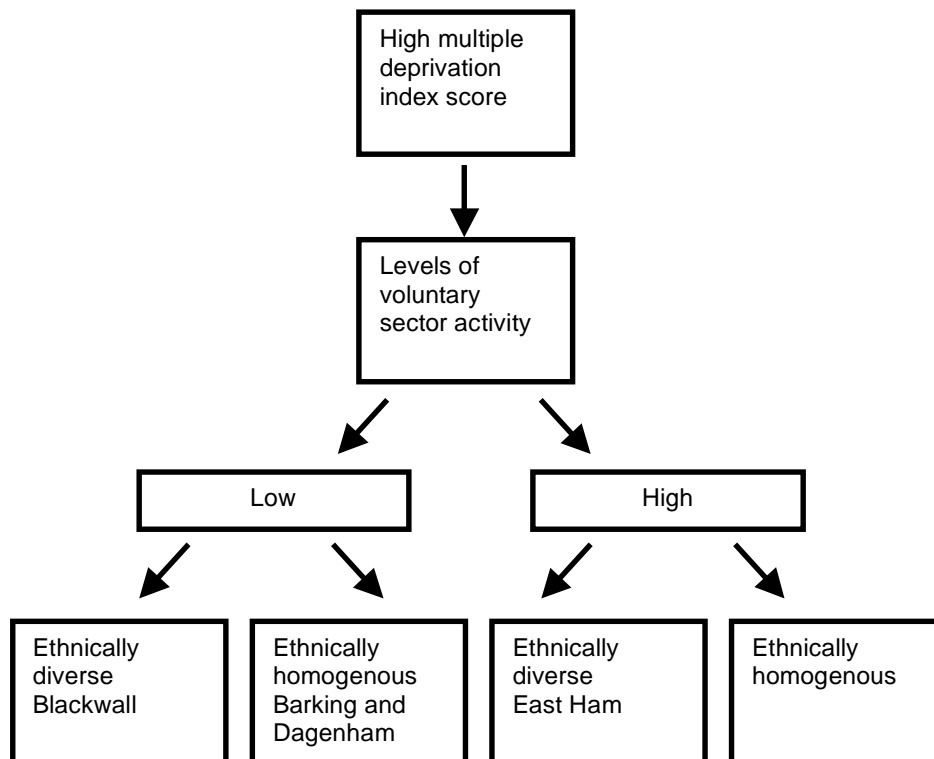 High multiple
deprivation
index score
Levels of
voluntary
sector activity
Low
High
Ethnically
diverse
Blackwall
Ethnically
homogenous
Barking and
Dagenham
Ethnically
diverse
East Ham
Ethnically
homogenous